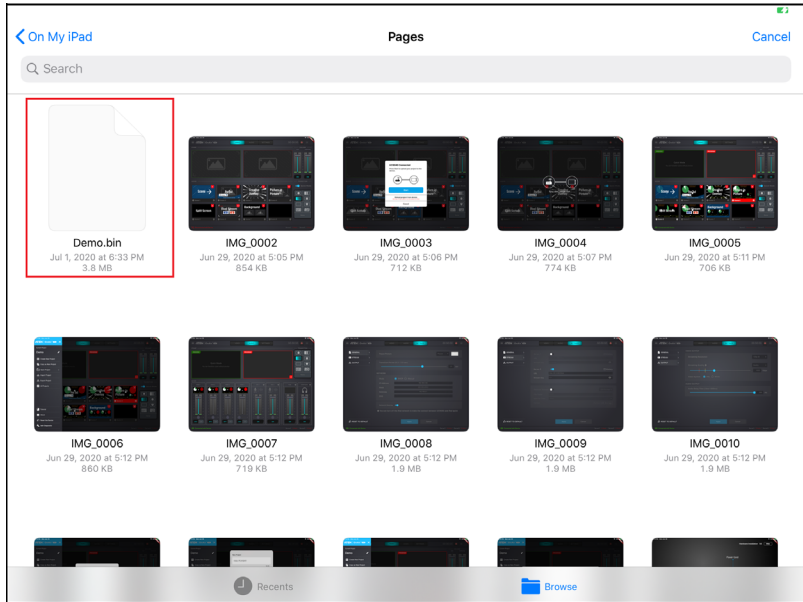 On My iPad
Pages
Cancel
Search
Demo.bin
Jul 1, 2020 at 6:33 PM
3.8 MB
IMG_0002
Jun 29, 2020 at 5:05 PM
854 KB
IMG_0003
Jun 29, 2020 at 5:06 PM
712 KB
IMG_0004
Jun 29, 2020 at 5:07 PM
774 KB
IMG_0005
Jun 29, 2020 at 5:11 PM
706 KB
IMG_0006
Jun 29, 2020 at 5:12 PM
860 KB
IMG_0007
Jun 29, 2020 at 5:12 PM
719 KB
IMG_0008
Jun 29, 2020 at 5:12 PM
1.9 MB
IMG_0009
Jun 29, 2020 at 5:12 PM
1.9 MB
IMG_0010
Jun 29, 2020 at 5:12 PM
1.9 MB
Recents
Browse